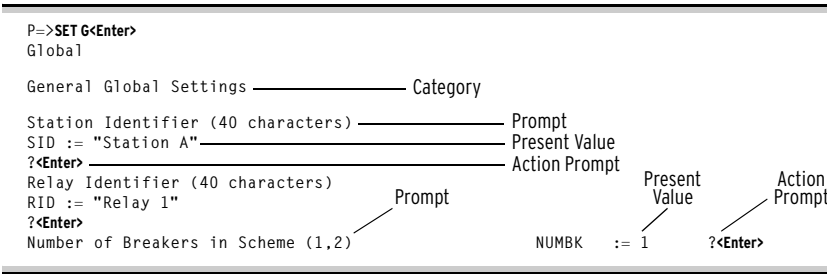 P=>SET G<Enter>
Global
General Global Settings Category
Station Identifier (40 characters) Prompt
SID := "Station A" Present Value
?<Enter> Action Prompt
Relay Identifier (40 characters)
RID := "Relay 1" Prompt Present Value Action Prompt
?<Enter>
Number of Breakers in Scheme (1,2) NUMBK := 1 ?<Enter>